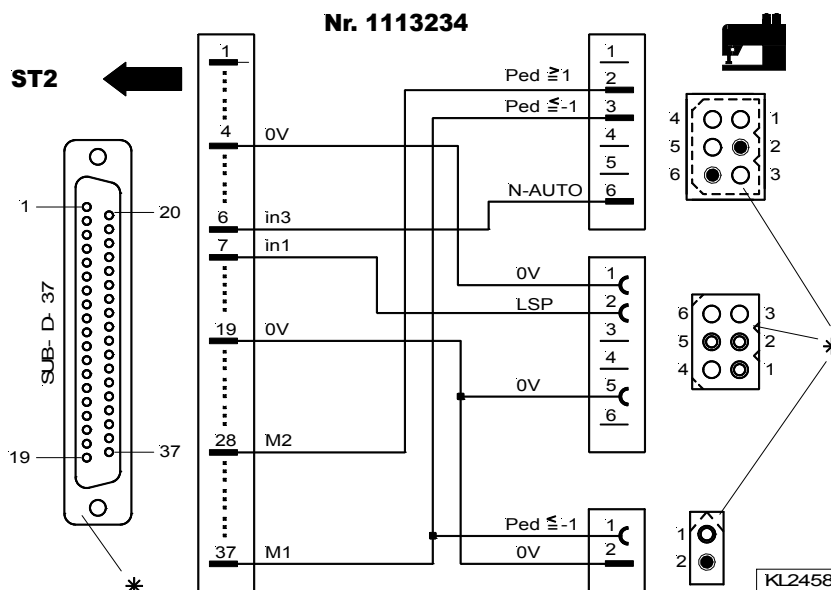 Nr. 1113234
ST2
1
4 0V
6 in3
7 in1
19 0V
28 M2
37 M1
1
20
19
37
SUB- D- 37
*
1
Ped ≧1 2
Ped ≦-1 3
4
5
N-AUTO 6
0V 1
LSP 2
3
4
0V 5
6
Ped ≦-1 1
0V 2
4 1
5 2
6 3
6 3
5 2
4 1
*
1
2
KL2458